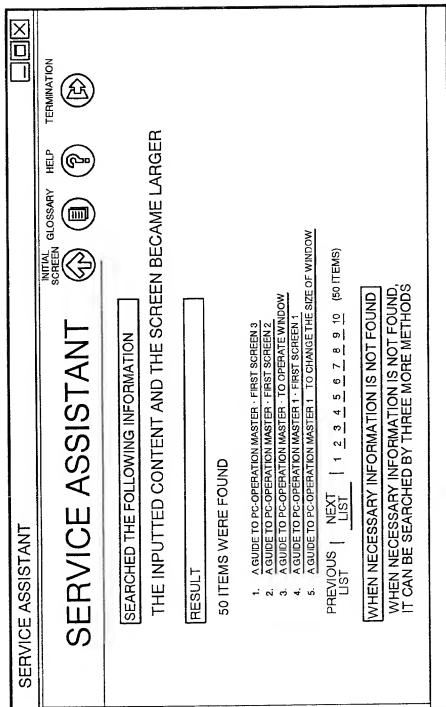 SERVICE ASSISTANT
SERVICE ASSISTANT
INITIAL SCREEN GLOSSARY HELP TERMINATION
SEARCHED THE FOLLOWING INFORMATION
THE INPUTTED CONTENT AND THE SCREEN BECAME LARGER
RESULT
50 ITEMS WERE FOUND
1. A GUIDE TO PC-OPERATION MASTER · FIRST SCREEN 3
2. A GUIDE TO PC-OPERATION MASTER · FIRST SCREEN 2
3. A GUIDE TO PC-OPERATION MASTER · TO OPERATE WINDOW
4. A GUIDE TO PC-OPERATION MASTER 1 · FIRST SCREEN 1
5. A GUIDE TO PC-OPERATION MASTER 1 TO CHANGE THE SIZE OF WINDOW
PREVIOUS LIST | NEXT LIST | 1 2 3 4 5 6 7 8 9 10 (50 ITEMS)
WHEN NECESSARY INFORMATION IS NOT FOUND
WHEN NECESSARY INFORMATION IS NOT FOUND,
IT CAN BE SEARCHED BY THREE MORE METHODS